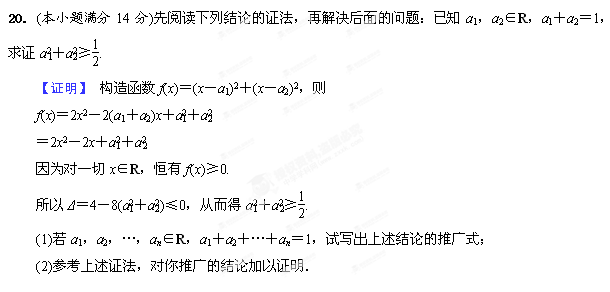 20. (本小题满分 14 分)先阅读下列结论的证法，再解决后面的问题：已知 a₁，a₂∈R，a₁＋a₂＝1，
求证 a₁²＋a₂²≥1/2.
【证明】 构造函数 f(x)＝(x－a₁)²＋(x－a₂)²，则
f(x)＝2x²－2(a₁＋a₂)x＋a₁²＋a₂²
＝2x²－2x＋a₁²＋a₂²
因为对一切 x∈R，恒有 f(x)≥0.
所以 Δ＝4－8(a₁²＋a₂²)≤0，从而得 a₁²＋a₂²≥1/2.
(1)若 a₁，a₂，…，aₙ∈R，a₁＋a₂＋…＋aₙ＝1，试写出上述结论的推广式；
(2)参考上述证法，对你推广的结论加以证明．